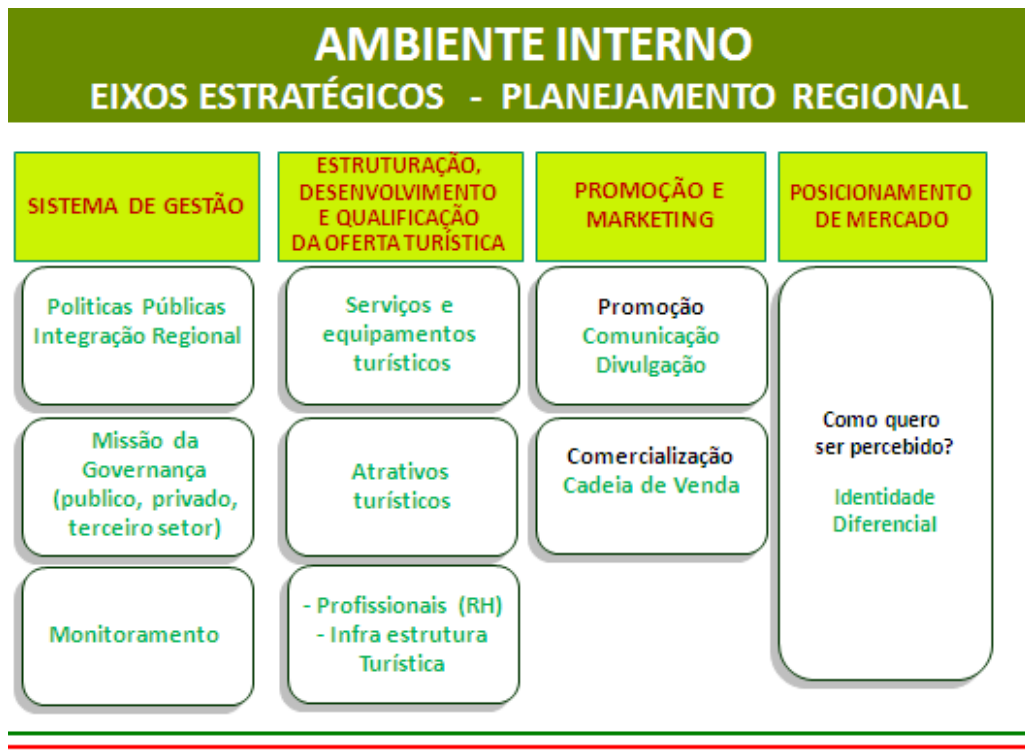 AMBIENTE INTERNO
EIXOS ESTRATÉGICOS - PLANEJAMENTO REGIONAL
SISTEMA DE GESTÃO
Politicas Públicas
Integração Regional
Missão da
Governança
(publico, privado,
terceiro setor)
Monitoramento
ESTRUTURAÇÃO,
DESENVOLVIMENTO
E QUALIFICAÇÃO
DA OFERTA TURÍSTICA
Serviços e
equipamentos
turísticos
Atrativos
turísticos
- Profissionais (RH)
- Infra estrutura
Turística
PROMOÇÃO E
MARKETING
Promoção
Comunicação
Divulgação
Comercialização
Cadeia de Venda
POSICIONAMENTO
DE MERCADO
Como quero
ser percebido?
Identidade
Diferencial